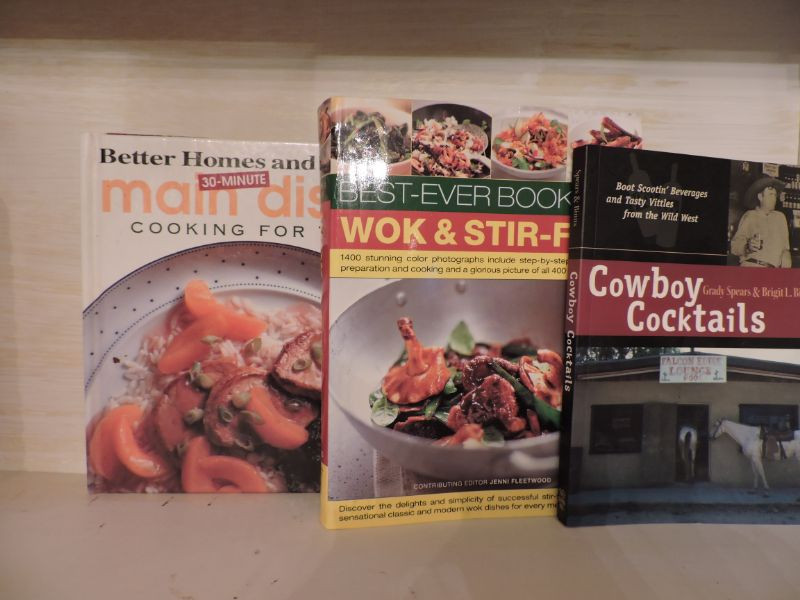 Better Homes and
30-MINUTE
main dis
COOKING FOR
BEST-EVER BOOK
WOK & STIR-F
1400 stunning color photographs include step-by-step
preparation and cooking and a glorious picture of all 400
CONTRIBUTING EDITOR JENNI FLEETWOOD
Discover the delights and simplicity of successful stir-
sensational classic and modern wok dishes for every me
Spears & Binns
Cowboy Cocktails
Boot Scootin' Beverages
and Tasty Vittles
from the Wild West
Cowboy
Grady Spears & Brigit L. Bi
Cocktails
FALCON
LOUNGE